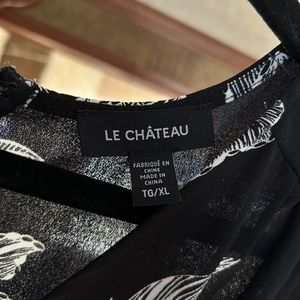 LE CHÂTEAU
FABRIQUÉ EN
CHINE
MADE IN
CHINA
TG/XL